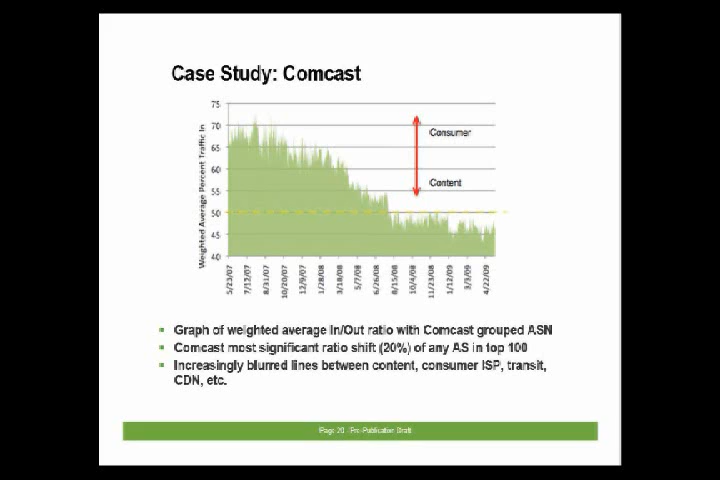 Case Study: Comcast
Weighted Average Percent Traffic In
75
70
65
60
55
50
45
40
Consumer
Content
5/23/07
7/12/07
8/31/07
10/20/07
12/9/07
1/28/08
3/18/08
5/7/08
6/26/08
8/15/08
10/4/08
11/23/08
1/12/09
3/3/09
4/22/09
Graph of weighted average In/Out ratio with Comcast grouped ASN
Comcast most significant ratio shift (20%) of any AS in top 100
Increasingly blurred lines between content, consumer ISP, transit,
CDN, etc.
Page 20 - Pre-Publication Draft